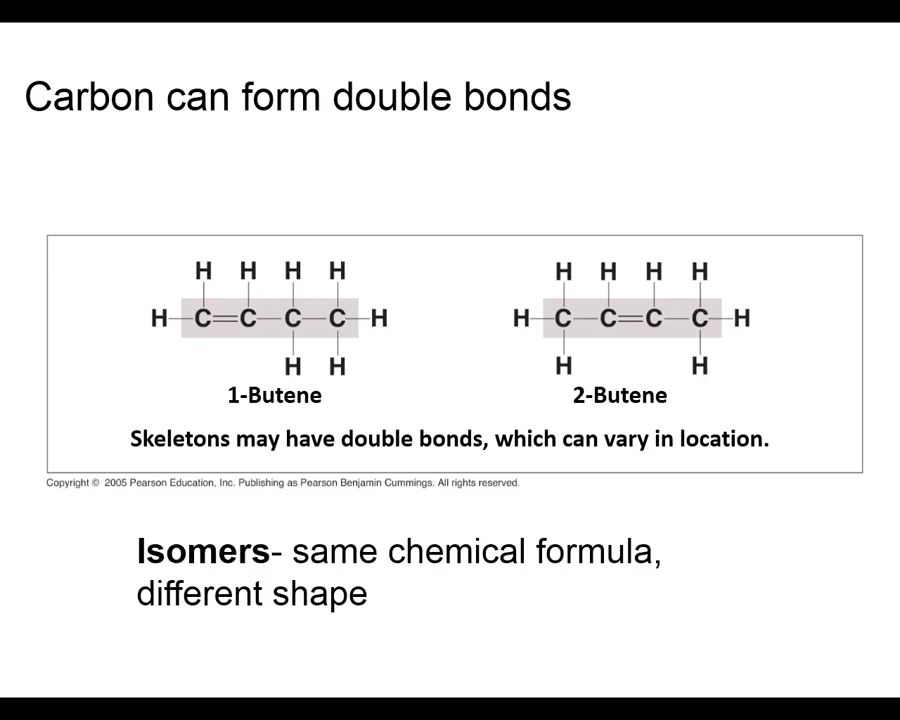 Carbon can form double bonds
H H H H H H H H
H C C C C H H C C C C H
H H H H
1-Butene 2-Butene
Skeletons may have double bonds, which can vary in location.
Copyright © 2005 Pearson Education, Inc. Publishing as Pearson Benjamin Cummings. All rights reserved.
Isomers- same chemical formula,
different shape